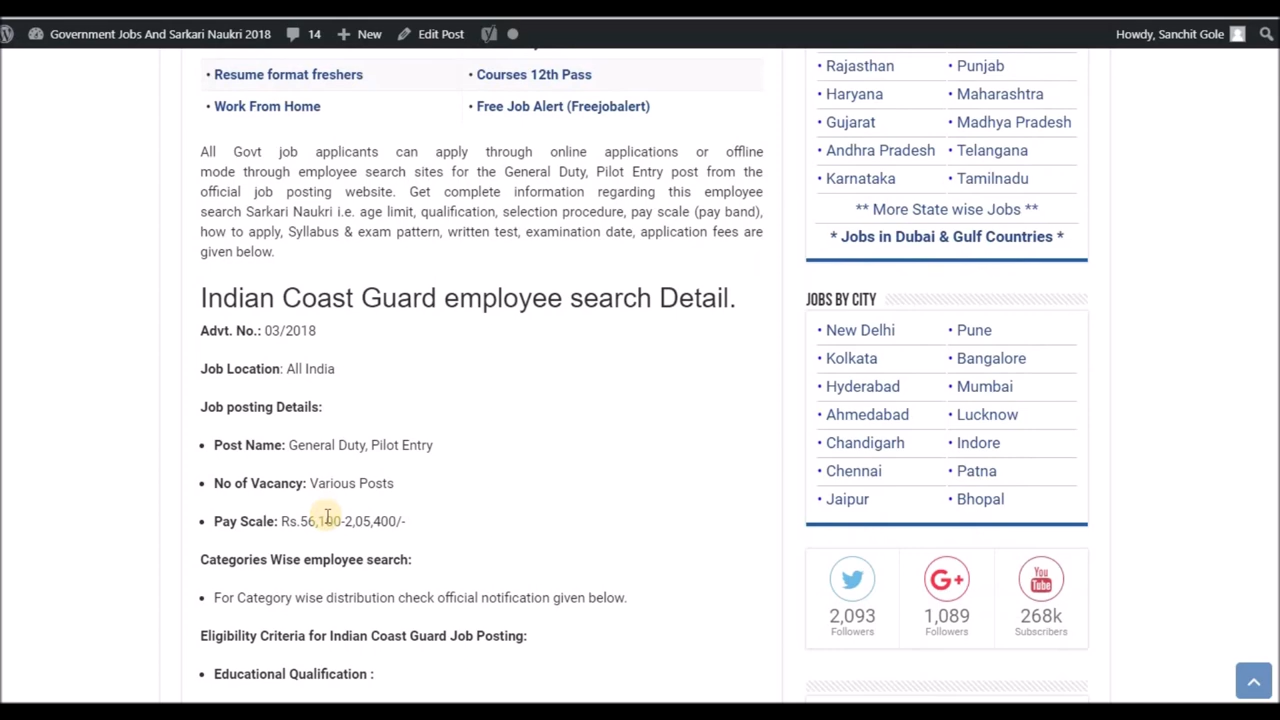 Government Jobs And Sarkari Naukri 2018 14 New Edit Post Howdy, Sanchit Gole
• Resume format freshers • Courses 12th Pass
• Work From Home • Free Job Alert (Freejobalert)
All Govt job applicants can apply through online applications or offline
mode through employee search sites for the General Duty, Pilot Entry post from the
official job posting website. Get complete information regarding this employee
search Sarkari Naukri i.e. age limit, qualification, selection procedure, pay scale (pay band),
how to apply, Syllabus & exam pattern, written test, examination date, application fees are
given below.
Indian Coast Guard employee search Detail.
Advt. No.: 03/2018
Job Location: All India
Job posting Details:
• Post Name: General Duty, Pilot Entry
• No of Vacancy: Various Posts
• Pay Scale: Rs.56,100-2,05,400/-
Categories Wise employee search:
• For Category wise distribution check official notification given below.
Eligibility Criteria for Indian Coast Guard Job Posting:
• Educational Qualification :
• Rajasthan • Punjab
• Haryana • Maharashtra
• Gujarat • Madhya Pradesh
• Andhra Pradesh • Telangana
• Karnataka • Tamilnadu
** More State wise Jobs **
* Jobs in Dubai & Gulf Countries *
JOBS BY CITY
• New Delhi • Pune
• Kolkata • Bangalore
• Hyderabad • Mumbai
• Ahmedabad • Lucknow
• Chandigarh • Indore
• Chennai • Patna
• Jaipur • Bhopal
G+ You Tube
2,093 1,089 268k
Followers Followers Subscribers